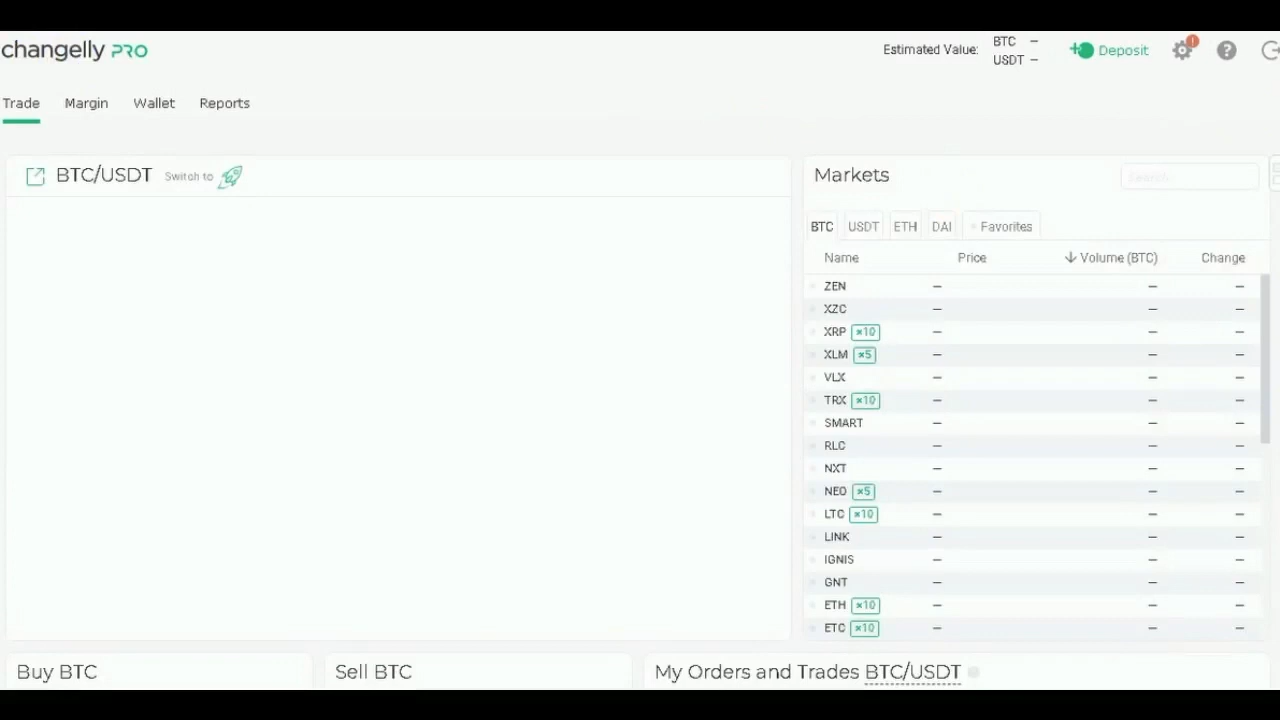 changelly PRO
Estimated Value:
BTC –
USDT –
Deposit
Trade Margin Wallet Reports
BTC/USDT Switch to
Markets
Search...
BTC USDT ETH DAI Favorites
Name Price Volume (BTC) Change
ZEN – – –
XZC – – –
XRP ×10 – – –
XLM ×5 – – –
VLX – – –
TRX ×10 – – –
SMART – – –
RLC – – –
NXT – – –
NEO ×5 – – –
LTC ×10 – – –
LINK – – –
IGNIS – – –
GNT – – –
ETH ×10 – – –
ETC ×10 – – –
Buy BTC
Sell BTC
My Orders and Trades BTC/USDT